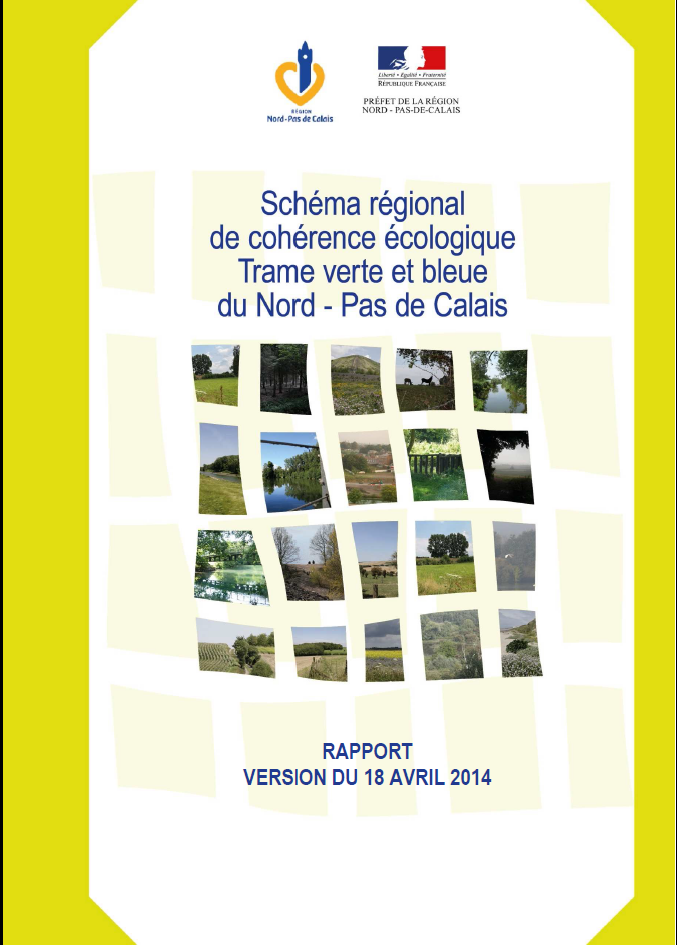 RÉGION
Nord-Pas de Calais
Liberté • Égalité • Fraternité
RÉPUBLIQUE FRANÇAISE
PRÉFET DE LA RÉGION
NORD - PAS-DE-CALAIS
Schéma régional
de cohérence écologique
Trame verte et bleue
du Nord - Pas de Calais
RAPPORT
VERSION DU 18 AVRIL 2014